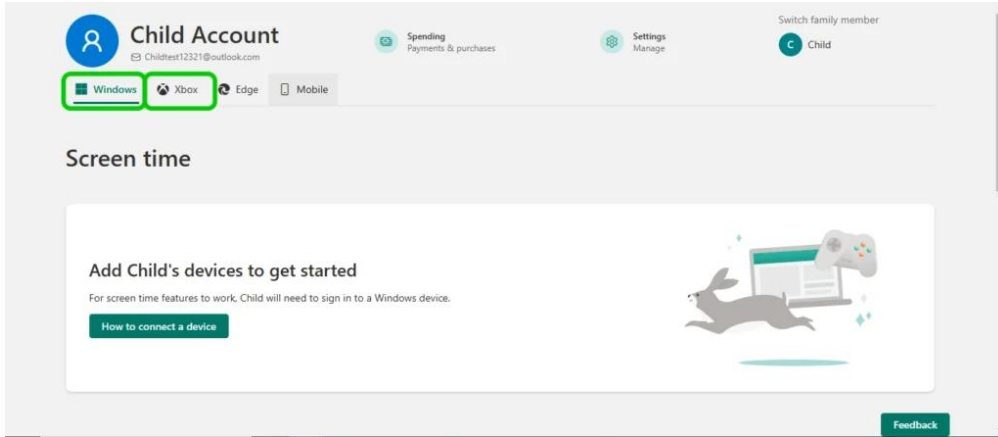 Child Account
Childtest12321@outlook.com
Spending
Payments & purchases
Settings
Manage
Switch family member
C Child
Windows Xbox Edge Mobile
Screen time
Add Child's devices to get started
For screen time features to work, Child will need to sign in to a Windows device.
How to connect a device
Feedback